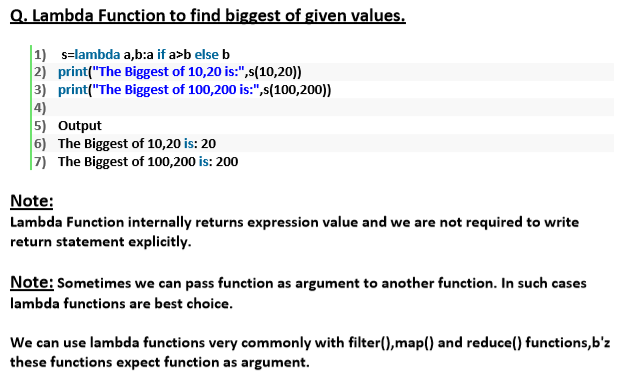 Q. Lambda Function to find biggest of given values.
1) s=lambda a,b:a if a>b else b
2) print("The Biggest of 10,20 is:",s(10,20))
3) print("The Biggest of 100,200 is:",s(100,200))
4)
5) Output
6) The Biggest of 10,20 is: 20
7) The Biggest of 100,200 is: 200
Note:
Lambda Function internally returns expression value and we are not required to write
return statement explicitly.
Note: Sometimes we can pass function as argument to another function. In such cases
lambda functions are best choice.
We can use lambda functions very commonly with filter(),map() and reduce() functions,b'z
these functions expect function as argument.